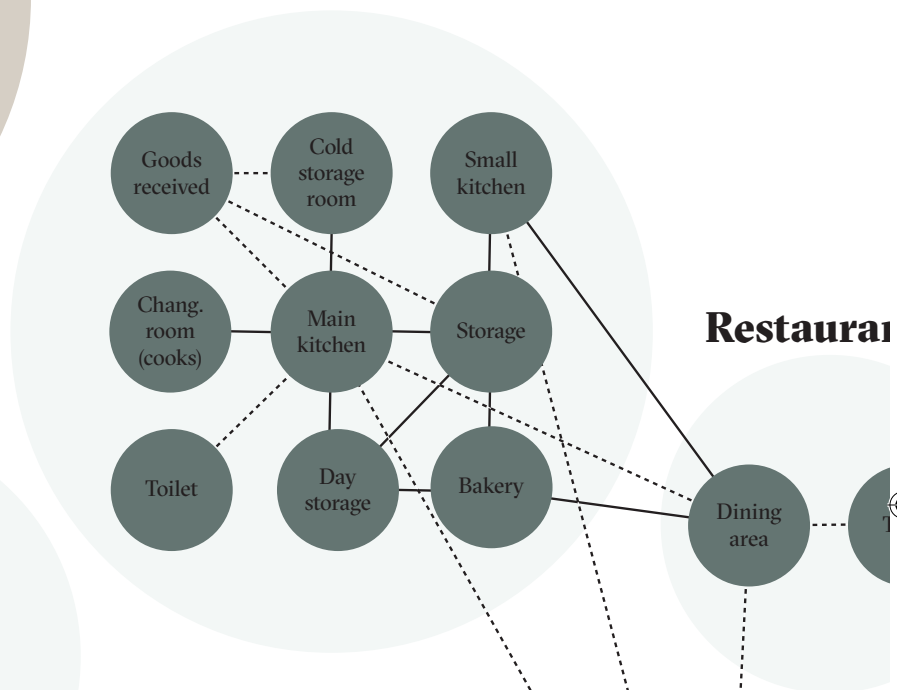 Goods
received
Cold
storage
room
Small
kitchen
Chang.
room
(cooks)
Main
kitchen
Storage
Toilet
Day
storage
Bakery
Dining
area